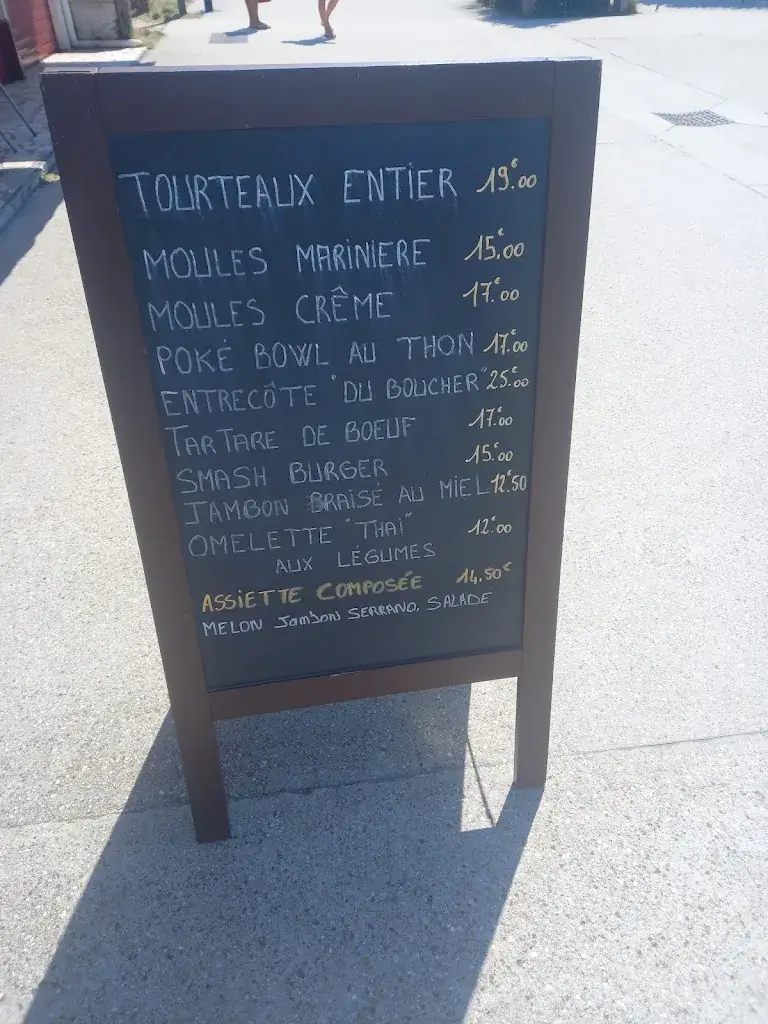 TOURTEAUX ENTIER 19.€00
MOULES MARINIERE 15.€00
MOULES CRÊME 17.€00
POKÉ BOWL AU THON 17.€00
ENTRECÔTE "DU BOUCHER" 25.€00
TARTARE DE BOEUF 17.€00
SMASH BURGER 15.€00
JAMBON BRAISÉ AU MIEL 12.€50
OMELETTE "THAÏ" 12.€00
AUX LÉGUMES
ASSIETTE COMPOSÉE 14.50€
MELON JAMBON SERRANO, SALADE